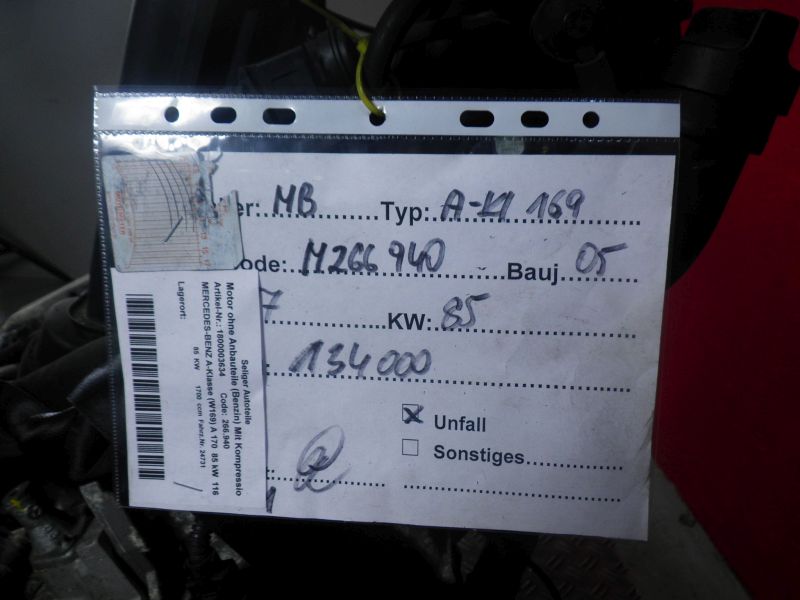 er: MB Typ: A-Kl 169
ode: M266 940 Bauj 05
7 KW: 85
134000
Unfall
Sonstiges
Seliger Autoteile
Motor ohne Anbauteile (Benzin) Mit Kompressio
Artikel-Nr.: 1800003634 Code: 266.940
MERCEDES-BENZ A-Klasse (W169) A 170 85 kW 116
85 KW 1700 ccm Fahrz.Nr. 24731
Lagerort: